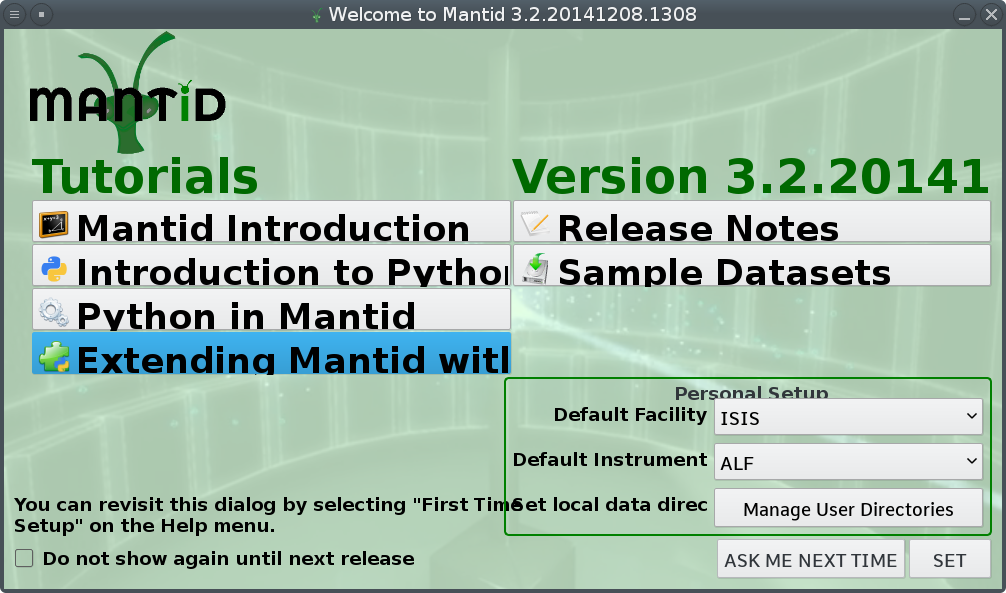 Welcome to Mantid 3.2.20141208.1308
MANTiD
Tutorials
Mantid Introduction
Introduction to Pytho
Python in Mantid
Extending Mantid with
Version 3.2.20141
Release Notes
Sample Datasets
Personal Setup
Default Facility ISIS
Default Instrument ALF
Set local data direc Manage User Directories
You can revisit this dialog by selecting "First Time
Setup" on the Help menu.
Do not show again until next release
ASK ME NEXT TIME SET